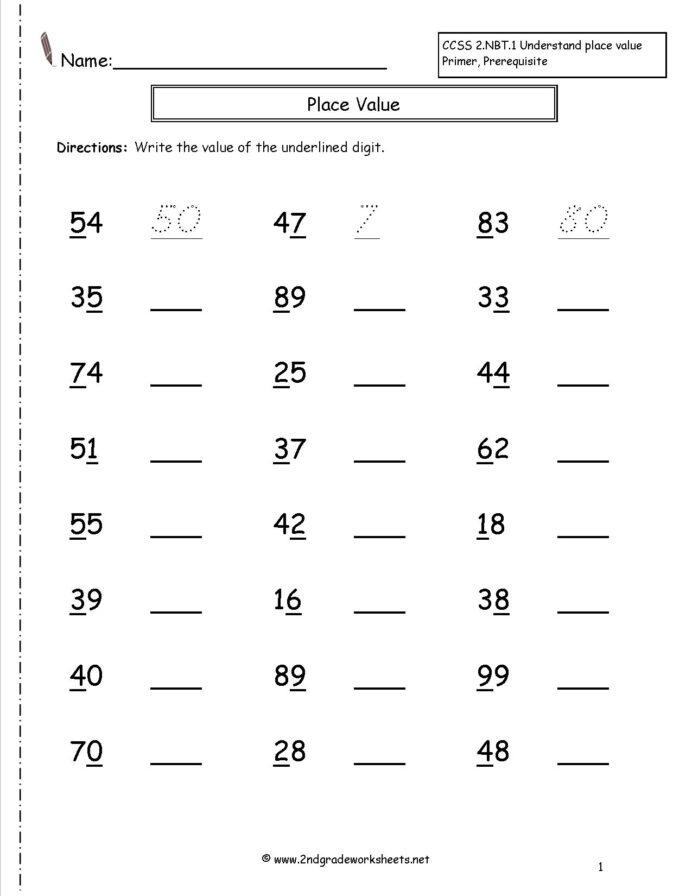 CCSS 2.NBT.1 Understand place value
Primer, Prerequisite
Name:
Place Value
Directions: Write the value of the underlined digit.
54 50 47 7 83 80
35 89 33
74 25 44
51 37 62
55 42 18
39 16 38
40 89 99
70 28 48
© www.2ndgradeworksheets.net
1